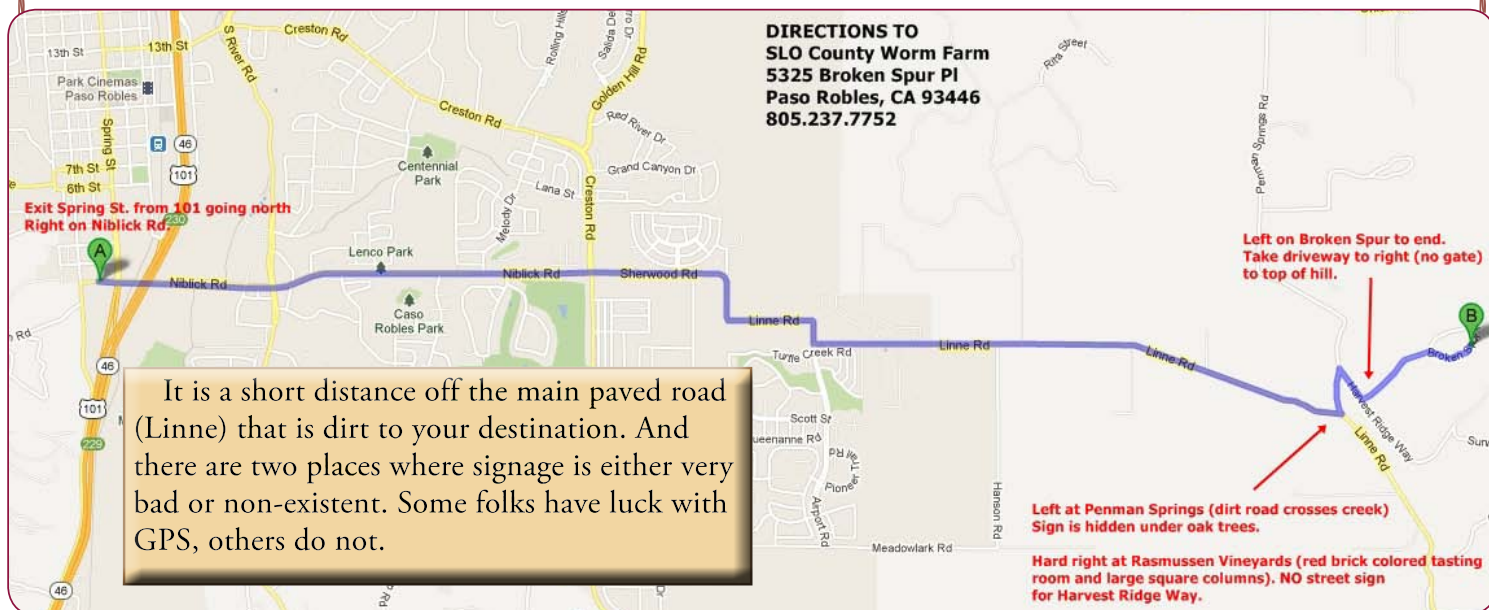 DIRECTIONS TO
SLO County Worm Farm
5325 Broken Spur Pl
Paso Robles, CA 93446
805.237.7752
13th St
13th St
S River Rd
Creston Rd
Rolling Hills
Salida De
Golden Hill Rd
Rita Street
Park Cinemas
Paso Robles
Spring St
46
101
7th St
6th St
Creston Rd
Red River Dr
Grand Canyon Dr
Centennial
Park
Lana St
Melody Dr
Creston Rd
Penman Springs Rd
Exit Spring St. from 101 going north
Right on Niblick Rd.
230
A
Lenco Park
Niblick Rd
Niblick Rd
Sherwood Rd
Caso
Robles Park
Left on Broken Spur to end.
Take driveway to right (no gate)
to top of hill.
B
Rd
Linne Rd
Linne Rd
Linne Rd
Turtle Creek Rd
Harvest Ridge Way
Linne Rd
46
101
229
46
It is a short distance off the main paved road
(Linne) that is dirt to your destination. And
there are two places where signage is either very
bad or non-existent. Some folks have luck with
GPS, others do not.
Scott St
Airport Rd
Hanson Rd
Meadowlark Rd
Left at Penman Springs (dirt road crosses creek)
Sign is hidden under oak trees.
Hard right at Rasmussen Vineyards (red brick colored tasting
room and large square columns). NO street sign
for Harvest Ridge Way.